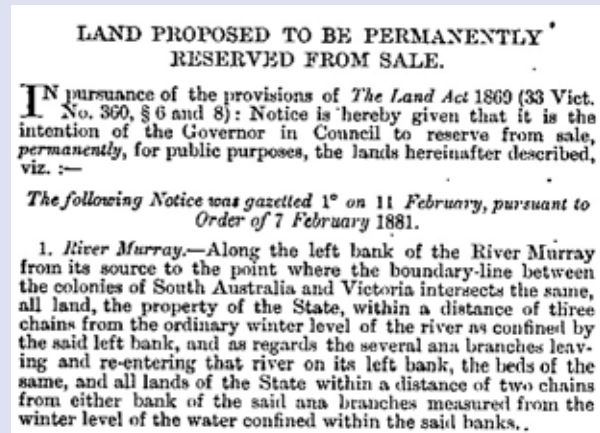 LAND PROPOSED TO BE PERMANENTLY
RESERVED FROM SALE.
IN pursuance of the provisions of The Land Act 1869 (33 Vict.
No. 360, § 6 and 8): Notice is hereby given that it is the
intention of the Governor in Council to reserve from sale,
permanently, for public purposes, the lands hereinafter described,
viz. :—
The following Notice was gazetted 1° on 11 February, pursuant to
Order of 7 February 1881.
1. River Murray.—Along the left bank of the River Murray
from its source to the point where the boundary-line between
the colonies of South Australia and Victoria intersects the same,
all land, the property of the State, within a distance of three
chains from the ordinary winter level of the river as confined by
the said left bank, and as regards the several ana branches leav-
ing and re-entering that river on its left bank, the beds of the
same, and all lands of the State within a distance of two chains
from either bank of the said ana branches measured from the
winter level of the water confined within the said banks..